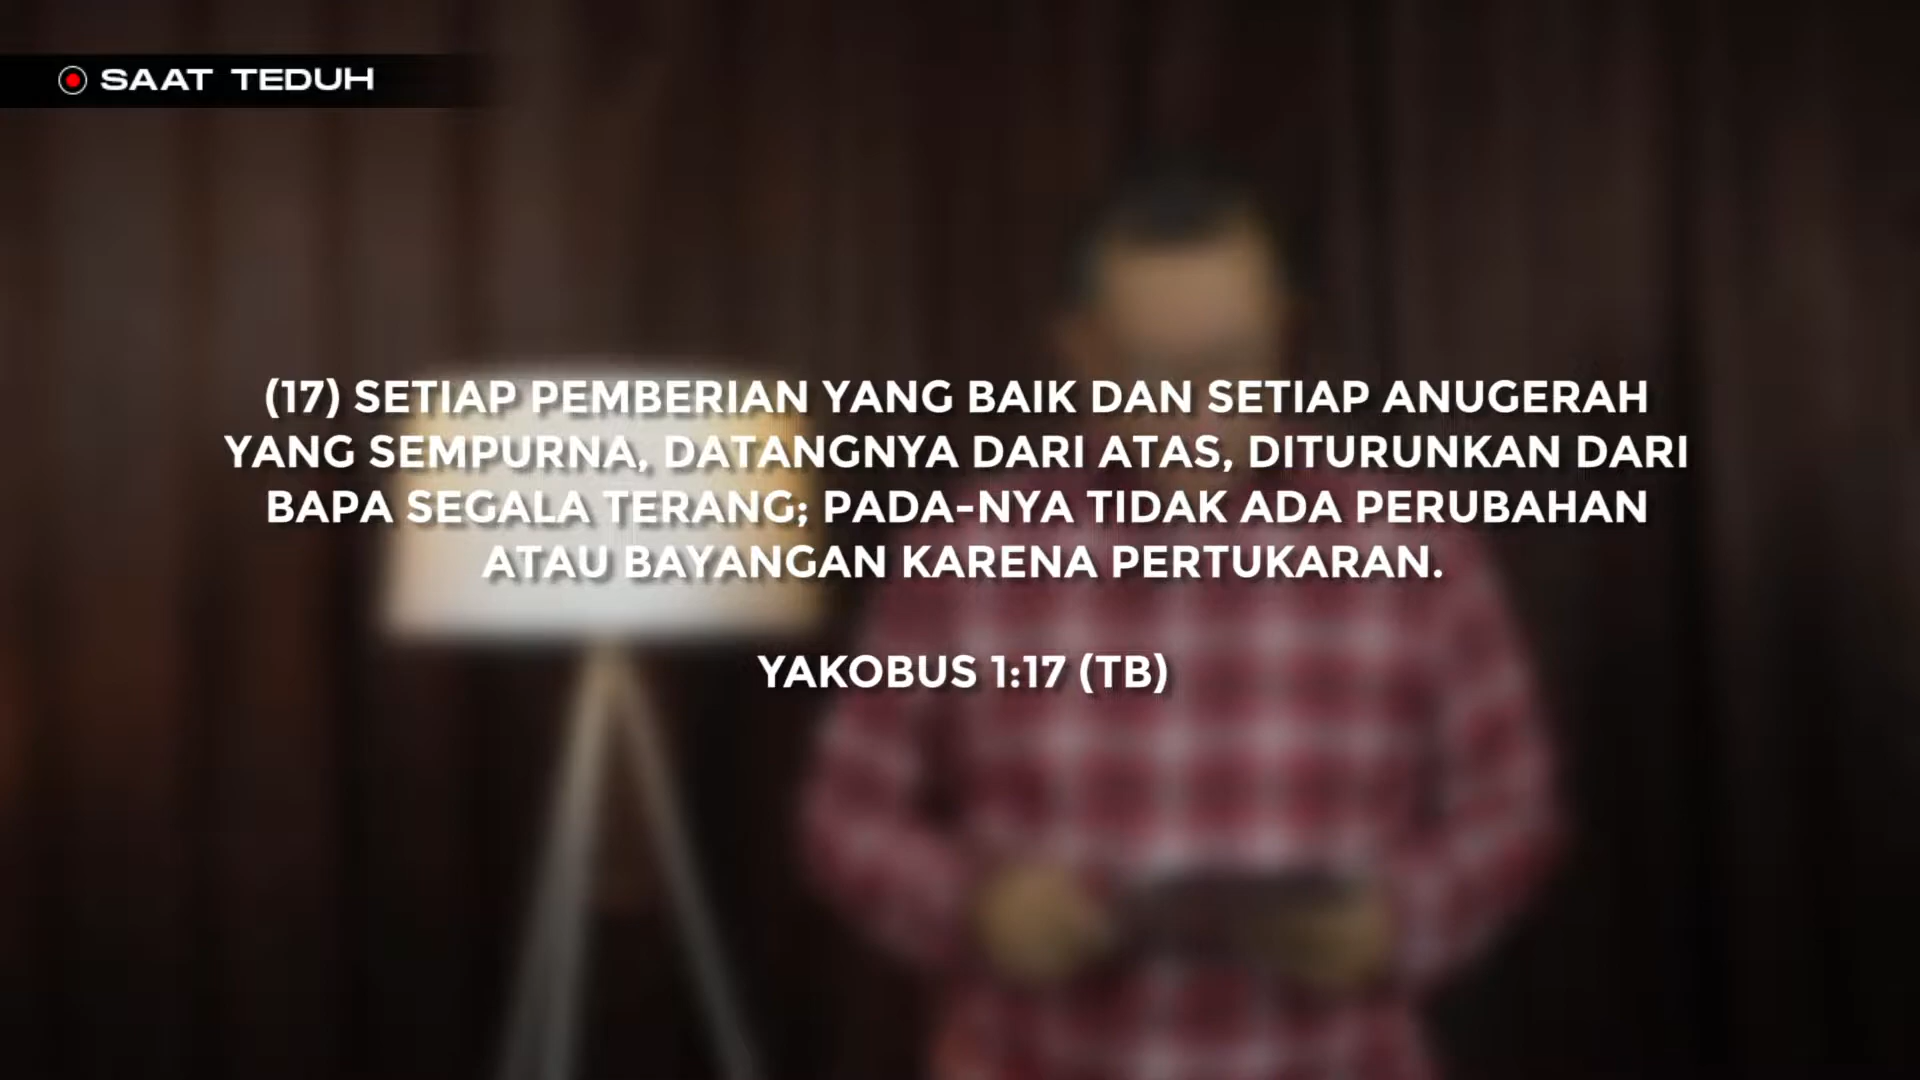 SAAT TEDUH
(17) SETIAP PEMBERIAN YANG BAIK DAN SETIAP ANUGERAH
YANG SEMPURNA, DATANGNYA DARI ATAS, DITURUNKAN DARI
BAPA SEGALA TERANG; PADA-NYA TIDAK ADA PERUBAHAN
ATAU BAYANGAN KARENA PERTUKARAN.
YAKOBUS 1:17 (TB)